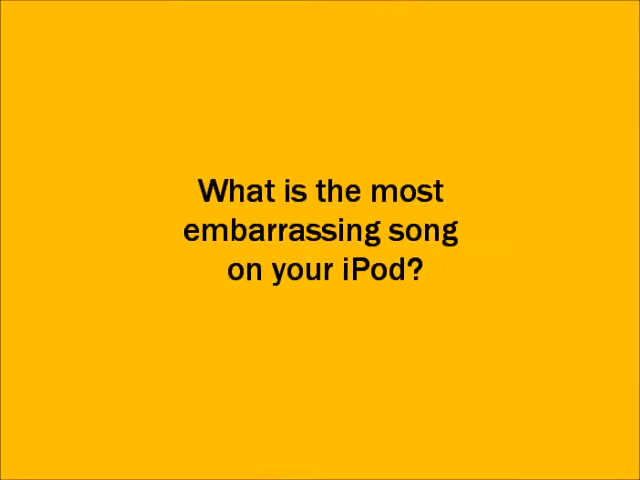 What is the most
embarrassing song
on your iPod?